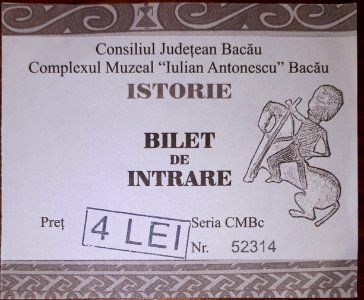 Consiliul Județean Bacău
Complexul Muzeal "Iulian Antonescu" Bacău
ISTORIE
BILET
DE
INTRARE
Preț 4 LEI Seria CMBc
Nr. 52314